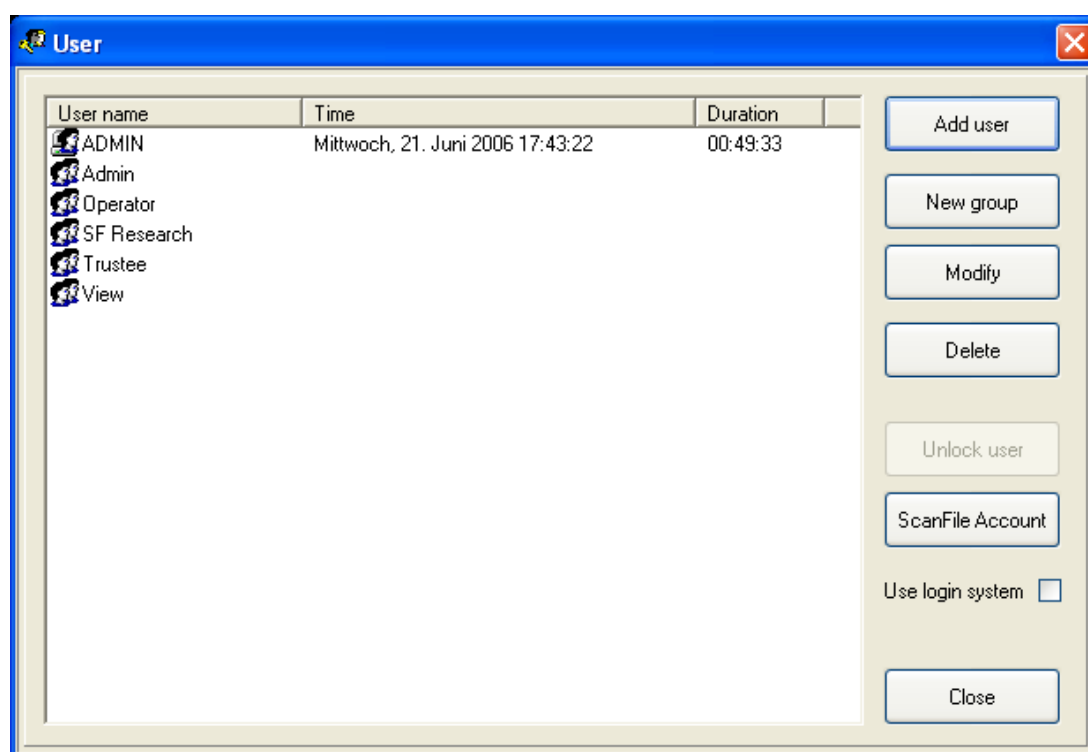 User
User name Time Duration
ADMIN Mittwoch, 21. Juni 2006 17:43:22 00:49:33
Admin
Operator
SF Research
Trustee
View
Add user
New group
Modify
Delete
Unlock user
ScanFile Account
Use login system
Close